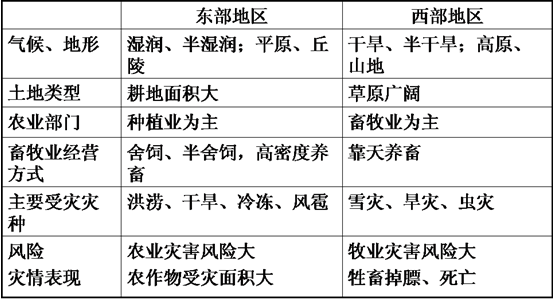 东部地区 西部地区
气候、地形 湿润、半湿润；平原、丘陵 干旱、半干旱；高原、山地
土地类型 耕地面积大 草原广阔
农业部门 种植业为主 畜牧业为主
畜牧业经营方式 舍饲、半舍饲，高密度养畜 靠天养畜
主要受灾灾种 洪涝、干旱、冷冻、风雹 雪灾、旱灾、虫灾
风险 农业灾害风险大 牧业灾害风险大
灾情表现 农作物受灾面积大 牲畜掉膘、死亡